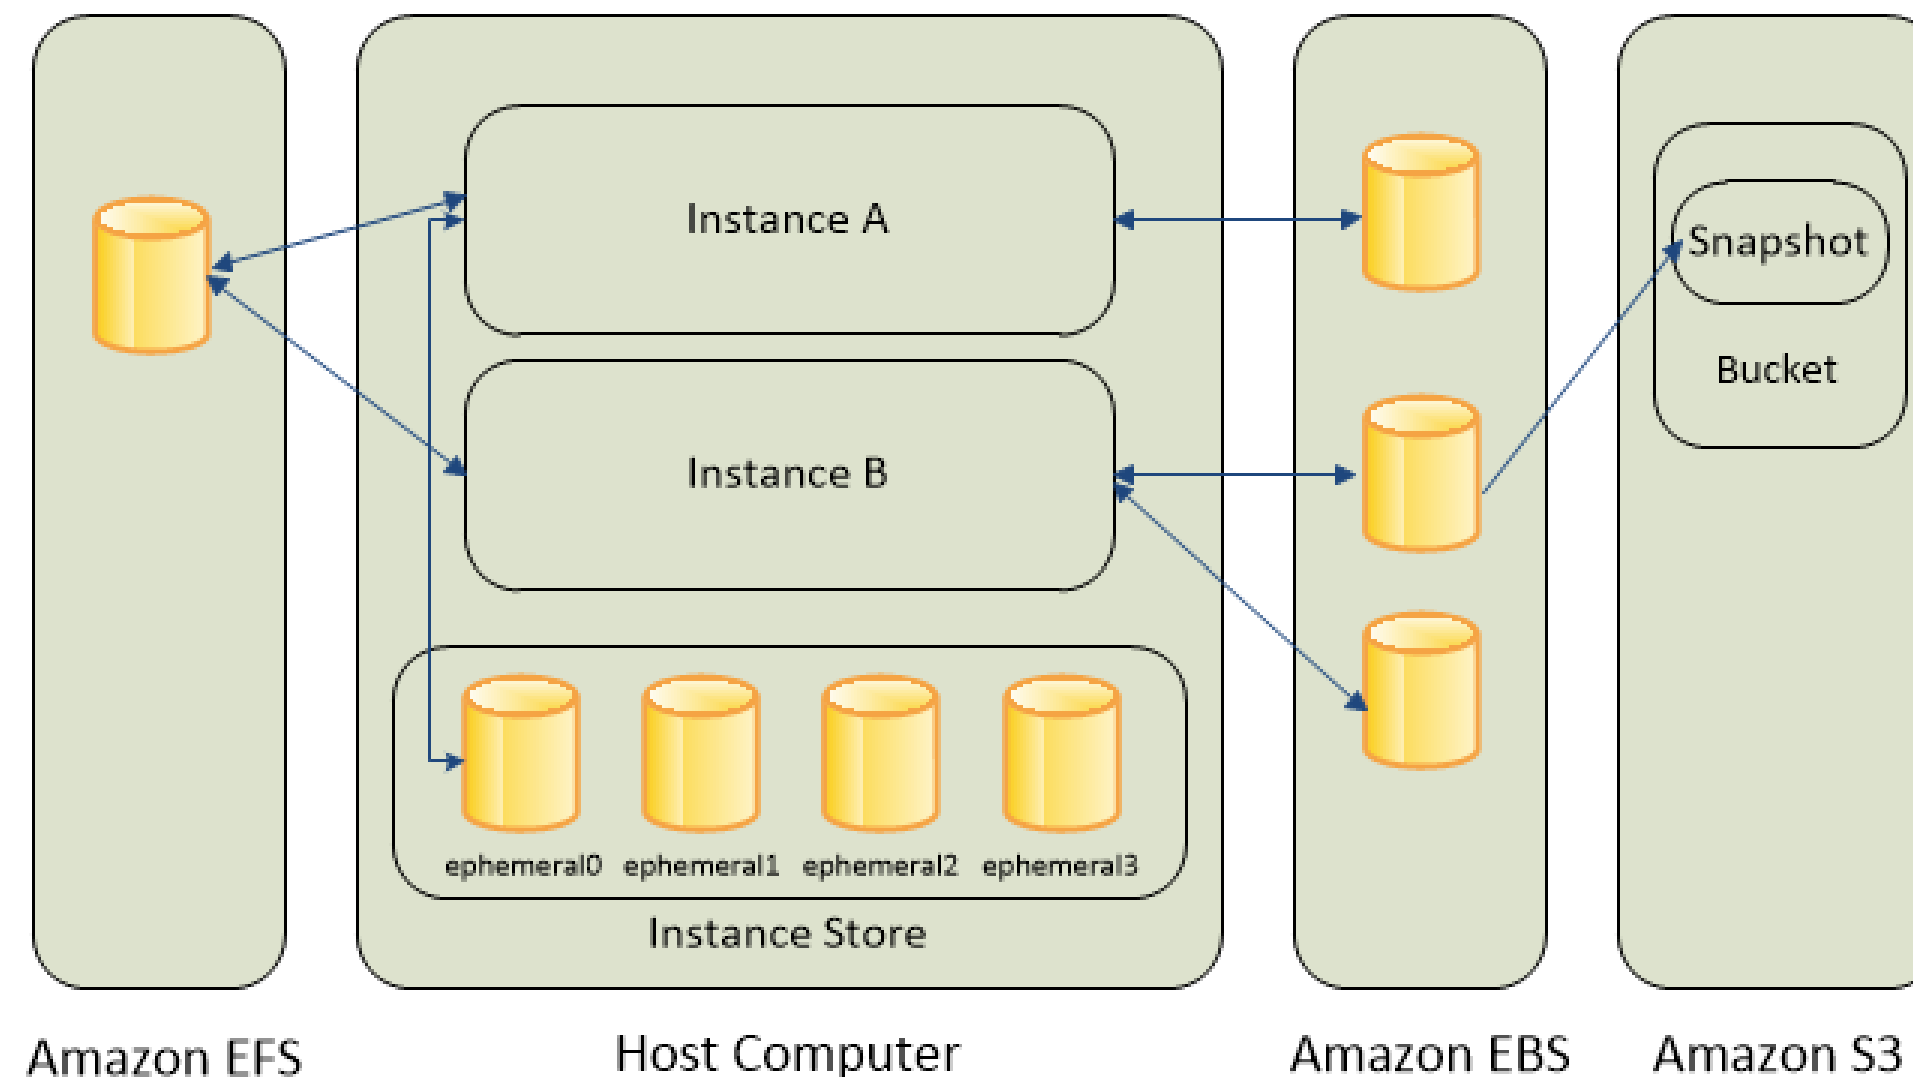 Instance A
Snapshot
Bucket
Instance B
ephemeral0 ephemeral1 ephemeral2 ephemeral3
Instance Store
Amazon EFS Host Computer Amazon EBS Amazon S3